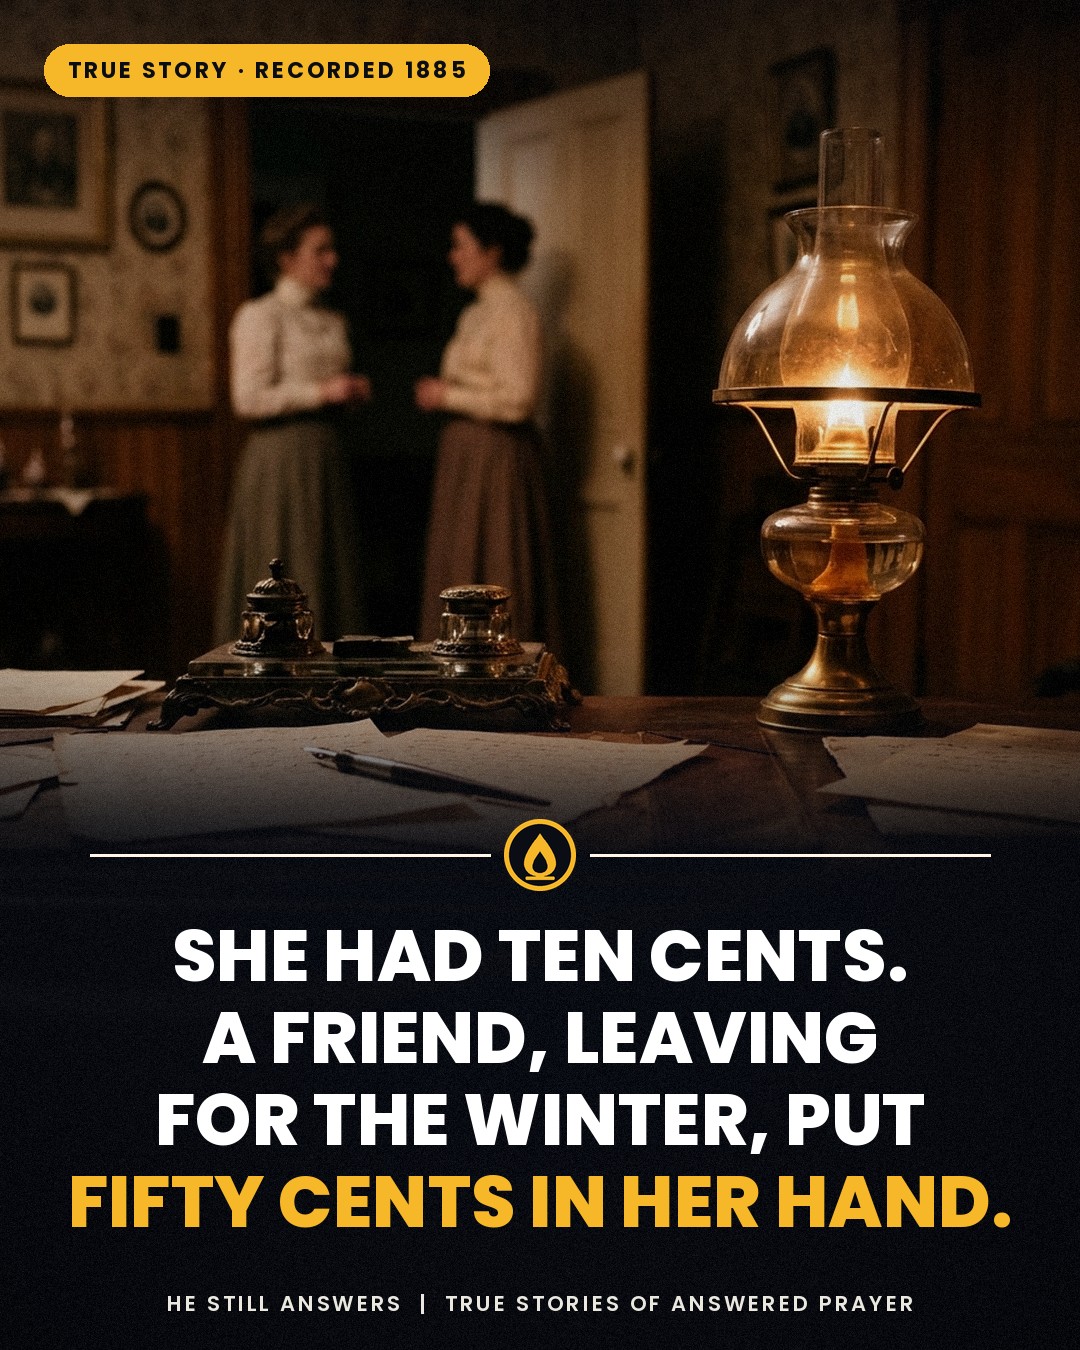 TRUE STORY · RECORDED 1885
SHE HAD TEN CENTS.
A FRIEND, LEAVING
FOR THE WINTER, PUT
FIFTY CENTS IN HER HAND.
HE STILL ANSWERS | TRUE STORIES OF ANSWERED PRAYER